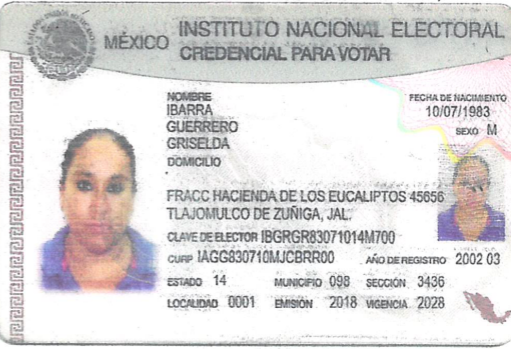 MÉXICO INSTITUTO NACIONAL ELECTORAL
CREDENCIAL PARA VOTAR
NOMBRE
IBARRA
GUERRERO
GRISELDA
FECHA DE NACIMIENTO
10/07/1983
SEXO M
DOMICILIO
FRACC HACIENDA DE LOS EUCALIPTOS 45656
TLAJOMULCO DE ZUÑIGA, JAL.
CLAVE DE ELECTOR IBGRGR83071014M700
CURP IAGG830710MJCBRR00 AÑO DE REGISTRO 2002 03
ESTADO 14 MUNICIPIO 098 SECCIÓN 3436
LOCALIDAD 0001 EMISIÓN 2018 VIGENCIA 2028